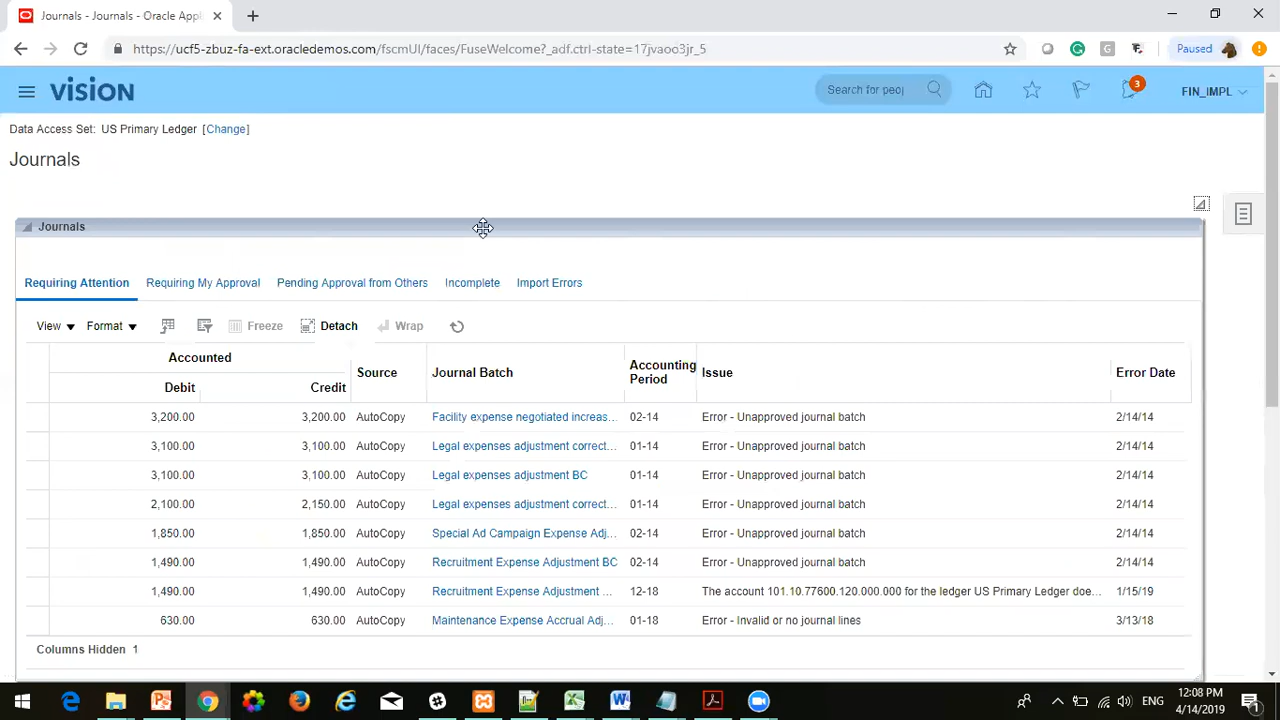 Journals - Journals - Oracle Appl
https://ucf5-zbuz-fa-ext.oracledemos.com/fscmUI/faces/FuseWelcome?_adf.ctrl-state=17jvaoo3jr_5
G
Paused
vision
Search for peop
3
FIN_IMPL
Data Access Set: US Primary Ledger [Change]
Journals
Journals
Requiring Attention Requiring My Approval Pending Approval from Others Incomplete Import Errors
View Format Freeze Detach Wrap
Accounted
Debit Credit Source Journal Batch Accounting Period Issue Error Date
3,200.00 3,200.00 AutoCopy Facility expense negotiated increas... 02-14 Error - Unapproved journal batch 2/14/14
3,100.00 3,100.00 AutoCopy Legal expenses adjustment correct... 01-14 Error - Unapproved journal batch 2/14/14
3,100.00 3,100.00 AutoCopy Legal expenses adjustment BC 01-14 Error - Unapproved journal batch 2/14/14
2,100.00 2,150.00 AutoCopy Legal expenses adjustment correct... 01-14 Error - Unapproved journal batch 2/14/14
1,850.00 1,850.00 AutoCopy Special Ad Campaign Expense Adj... 02-14 Error - Unapproved journal batch 2/14/14
1,490.00 1,490.00 AutoCopy Recruitment Expense Adjustment BC 02-14 Error - Unapproved journal batch 2/14/14
1,490.00 1,490.00 AutoCopy Recruitment Expense Adjustment ... 12-18 The account 101.10.77600.120.000.000 for the ledger US Primary Ledger doe... 1/15/19
630.00 630.00 AutoCopy Maintenance Expense Accrual Adj... 01-18 Error - Invalid or no journal lines 3/13/18
Columns Hidden 1
ENG
12:08 PM
4/14/2019
1